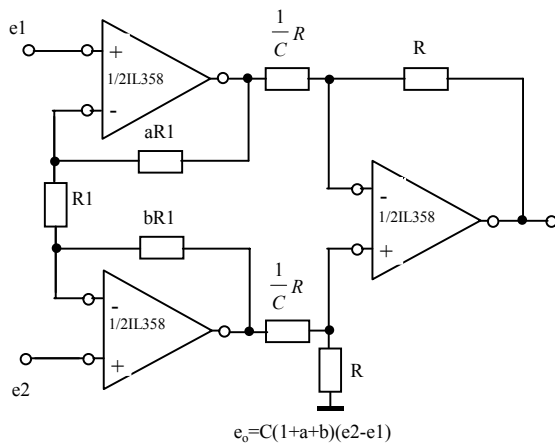 e1
1/2IL358
1/C R
R
aR1
R1
bR1
1/2IL358
1/2IL358
1/C R
R
e2
eₒ=C(1+a+b)(e2-e1)
+
-
-
+
-
+